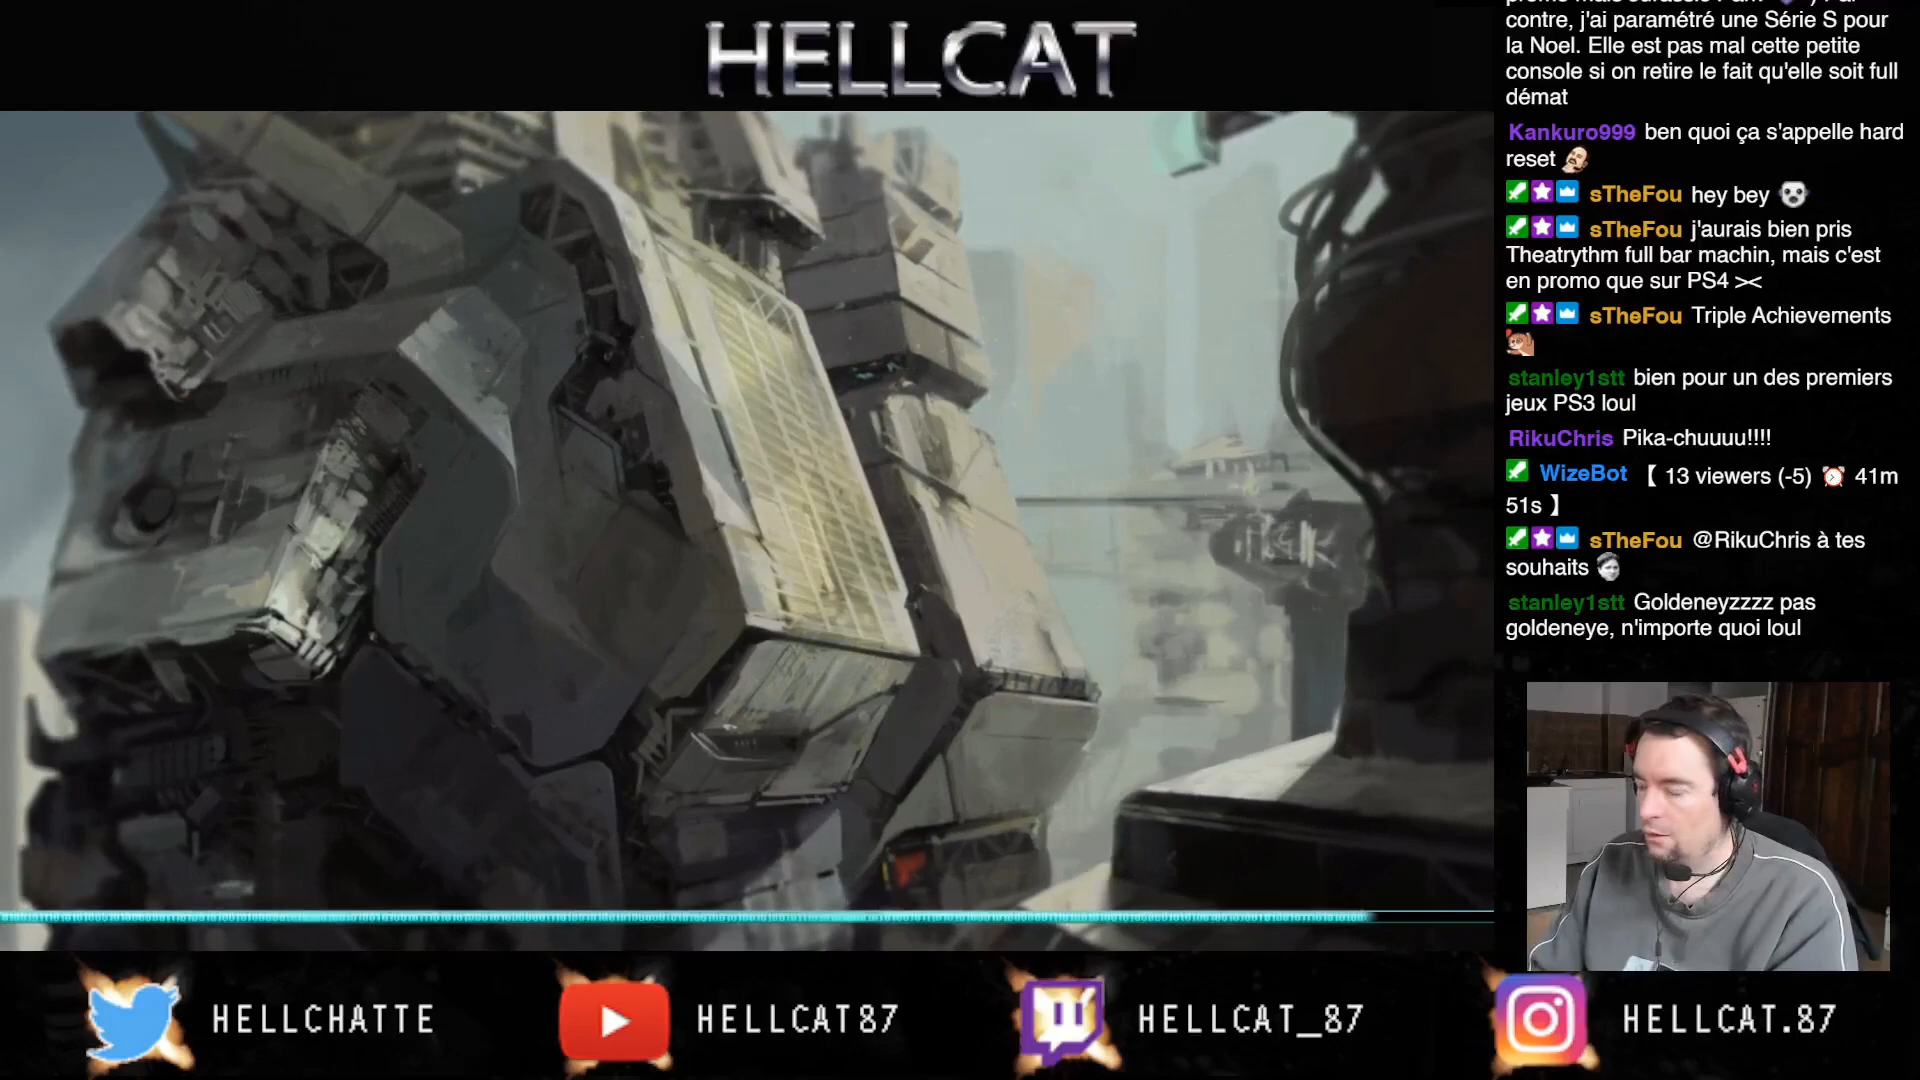 HELLCAT
contre, j'ai paramétré une Série S pour
la Noel. Elle est pas mal cette petite
console si on retire le fait qu'elle soit full
démat
Kankuro999 ben quoi ça s'appelle hard
reset
sTheFou hey bey
sTheFou j'aurais bien pris
Theatrythm full bar machin, mais c'est
en promo que sur PS4 ><
sTheFou Triple Achievements
stanley1stt bien pour un des premiers
jeux PS3 loul
RikuChris Pika-chuuuu!!!!
WizeBot 【 13 viewers (-5) ⏰ 41m
51s 】
sTheFou @RikuChris à tes
souhaits
stanley1stt Goldeneyzzzz pas
goldeneye, n'importe quoi loul
HELLCHATTE
HELLCAT87
HELLCAT_87
HELLCAT.87